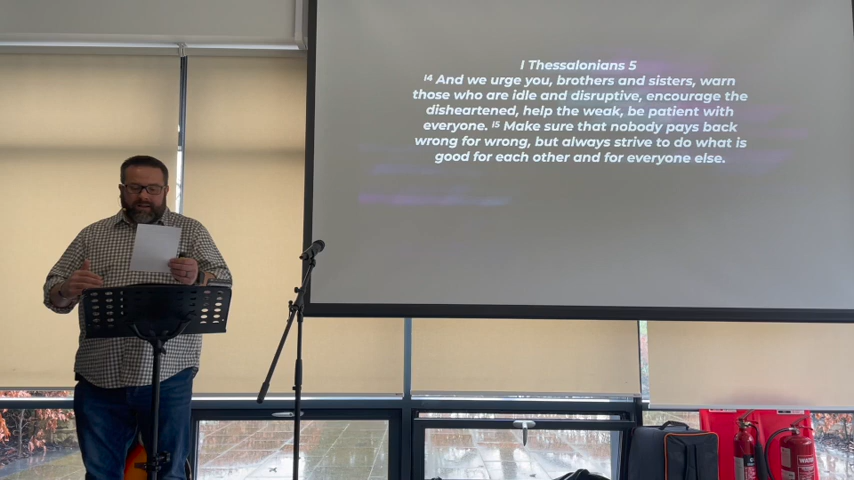 1 Thessalonians 5
14 And we urge you, brothers and sisters, warn
those who are idle and disruptive, encourage the
disheartened, help the weak, be patient with
everyone. 15 Make sure that nobody pays back
wrong for wrong, but always strive to do what is
good for each other and for everyone else.
WATER